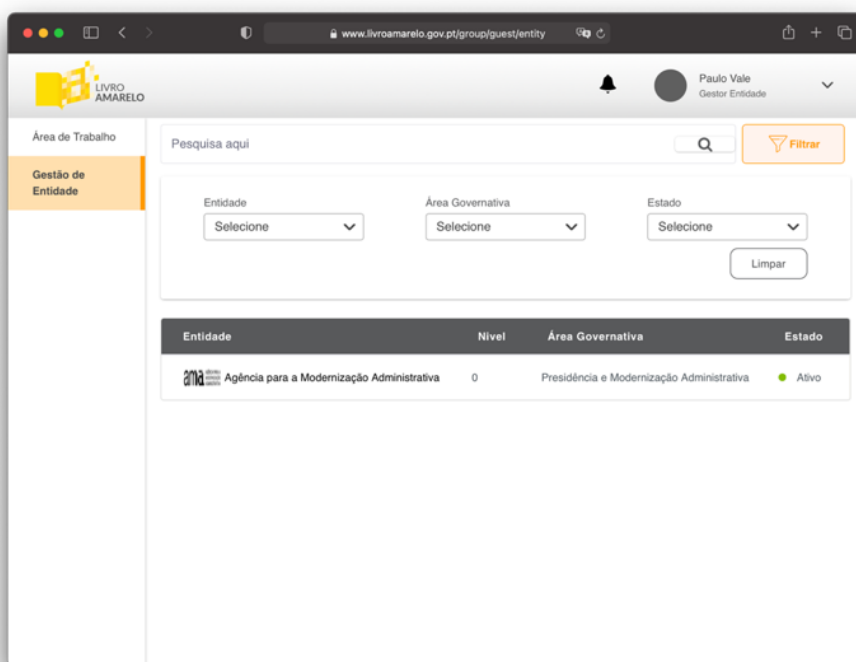 www.livroamarelo.gov.pt/group/guest/entity
LIVRO
AMARELO
Paulo Vale
Gestor Entidade
Área de Trabalho
Gestão de
Entidade
Pesquisa aqui
Filtrar
Entidade Área Governativa Estado
Selecione Selecione Selecione
Limpar
Entidade Nivel Área Governativa Estado
ama Agência para a Modernização Administrativa 0 Presidência e Modernização Administrativa Ativo